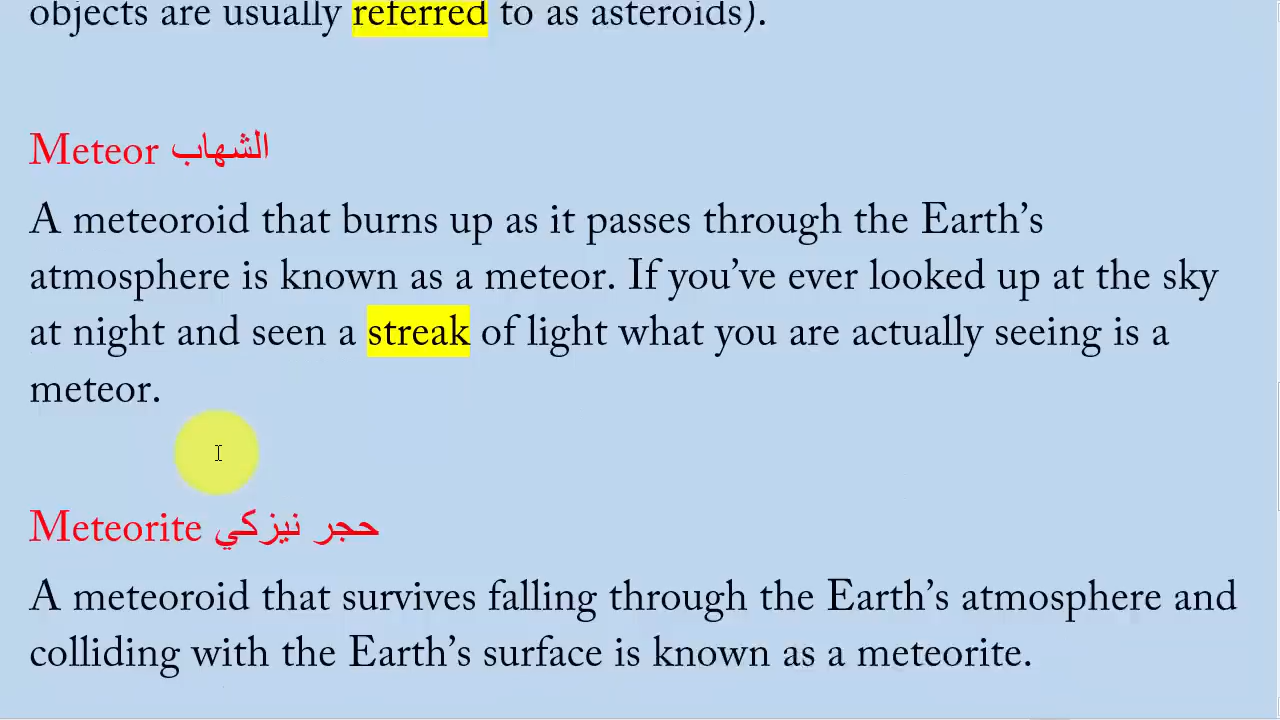 objects are usually referred to as asteroids).
Meteor الشهاب
A meteoroid that burns up as it passes through the Earth’s
atmosphere is known as a meteor. If you’ve ever looked up at the sky
at night and seen a streak of light what you are actually seeing is a
meteor.
Meteorite حجر نيزكي
A meteoroid that survives falling through the Earth’s atmosphere and
colliding with the Earth’s surface is known as a meteorite.